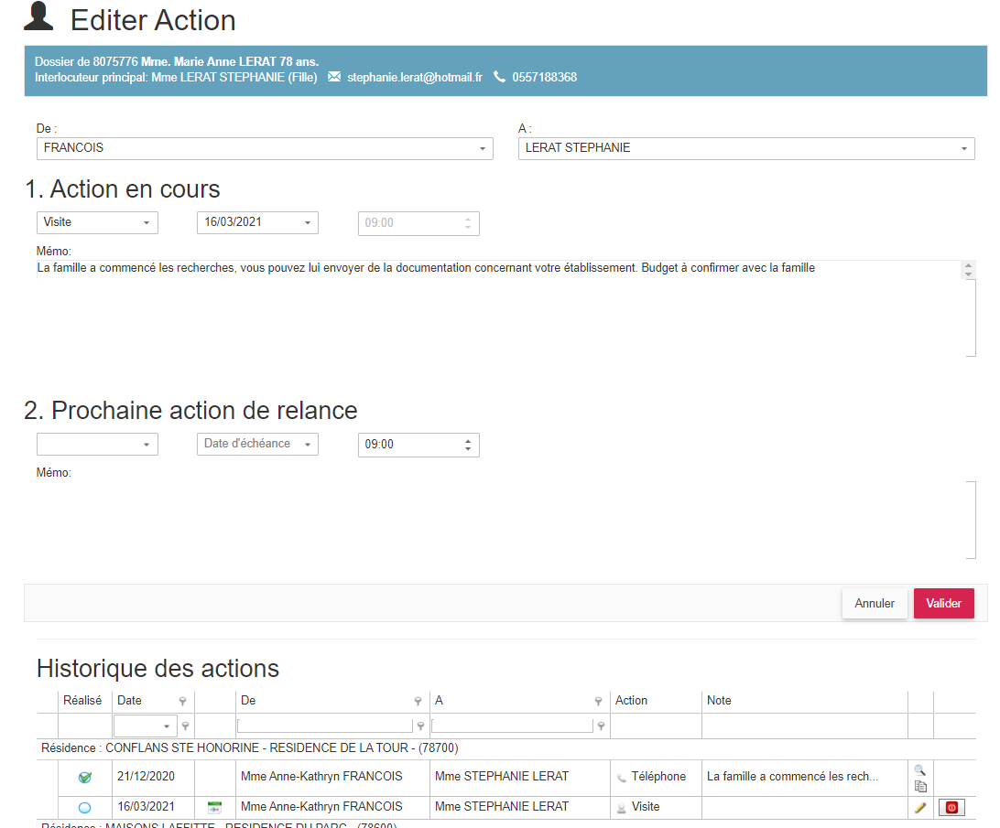 Editer Action
Dossier de 8075776 Mme. Marie Anne LERAT 78 ans.
Interlocuteur principal: Mme LERAT STEPHANIE (Fille) stephanie.lerat@hotmail.fr 0557188368
De : A :
FRANCOIS LERAT STEPHANIE
1. Action en cours
Visite 16/03/2021 09:00
Mémo:
La famille a commencé les recherches, vous pouvez lui envoyer de la documentation concernant votre établissement. Budget à confirmer avec la famille
2. Prochaine action de relance
Date d'échéance 09:00
Mémo:
Annuler Valider
Historique des actions
Réalisé Date De A Action Note
Résidence : CONFLANS STE HONORINE - RESIDENCE DE LA TOUR - (78700)
21/12/2020 Mme Anne-Kathryn FRANCOIS Mme STEPHANIE LERAT Téléphone La famille a commencé les rech...
16/03/2021 Mme Anne-Kathryn FRANCOIS Mme STEPHANIE LERAT Visite
Résidence : MAISONS LAFFITTE - RESIDENCE DU PARC - (78600)